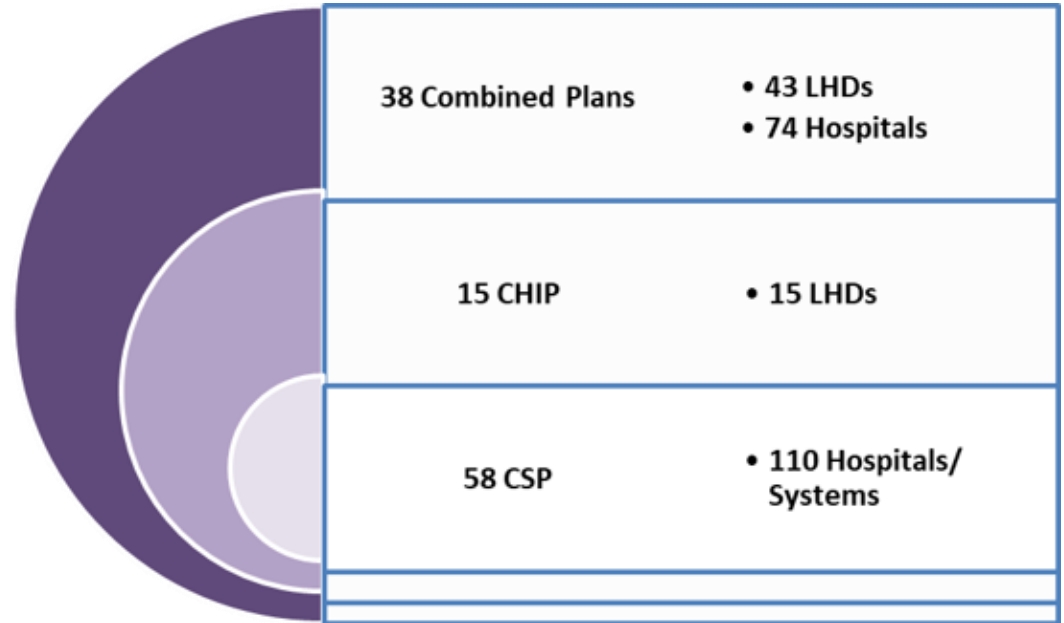 38 Combined Plans
• 43 LHDs
• 74 Hospitals
15 CHIP
• 15 LHDs
58 CSP
• 110 Hospitals/
Systems